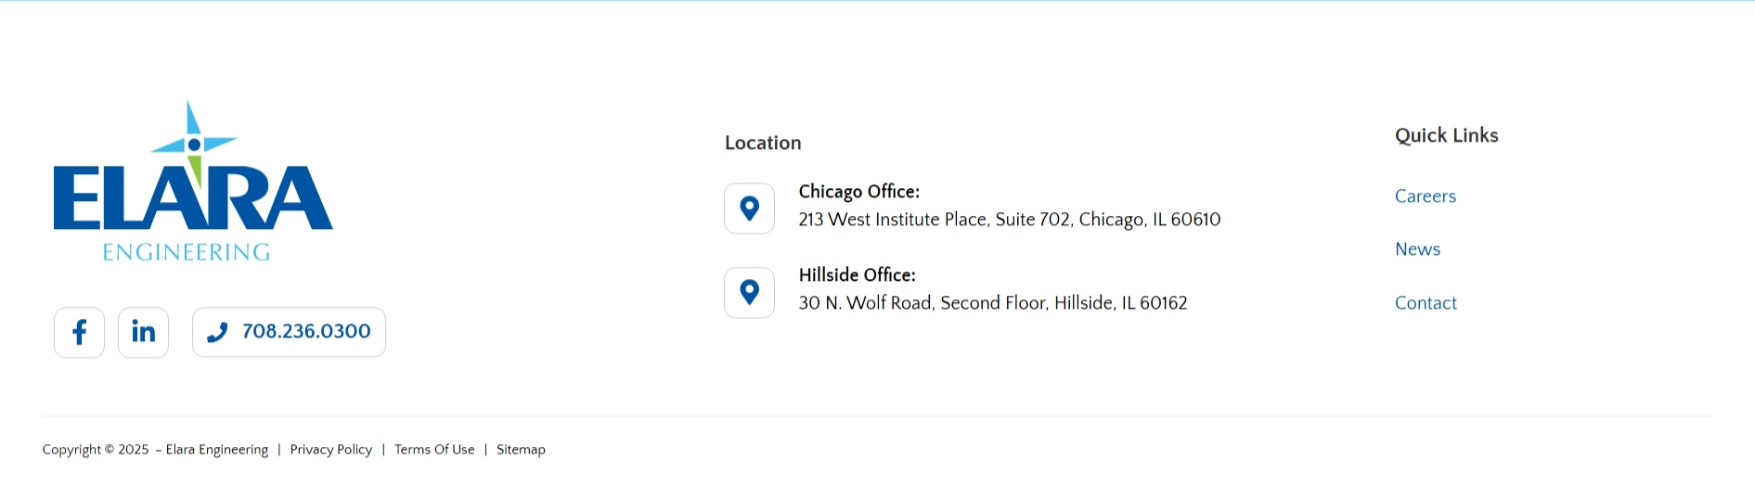 ELARA
ENGINEERING
708.236.0300
Location
Chicago Office:
213 West Institute Place, Suite 702, Chicago, IL 60610
Hillside Office:
30 N. Wolf Road, Second Floor, Hillside, IL 60162
Quick Links
Careers
News
Contact
Copyright © 2025 – Elara Engineering | Privacy Policy | Terms Of Use | Sitemap